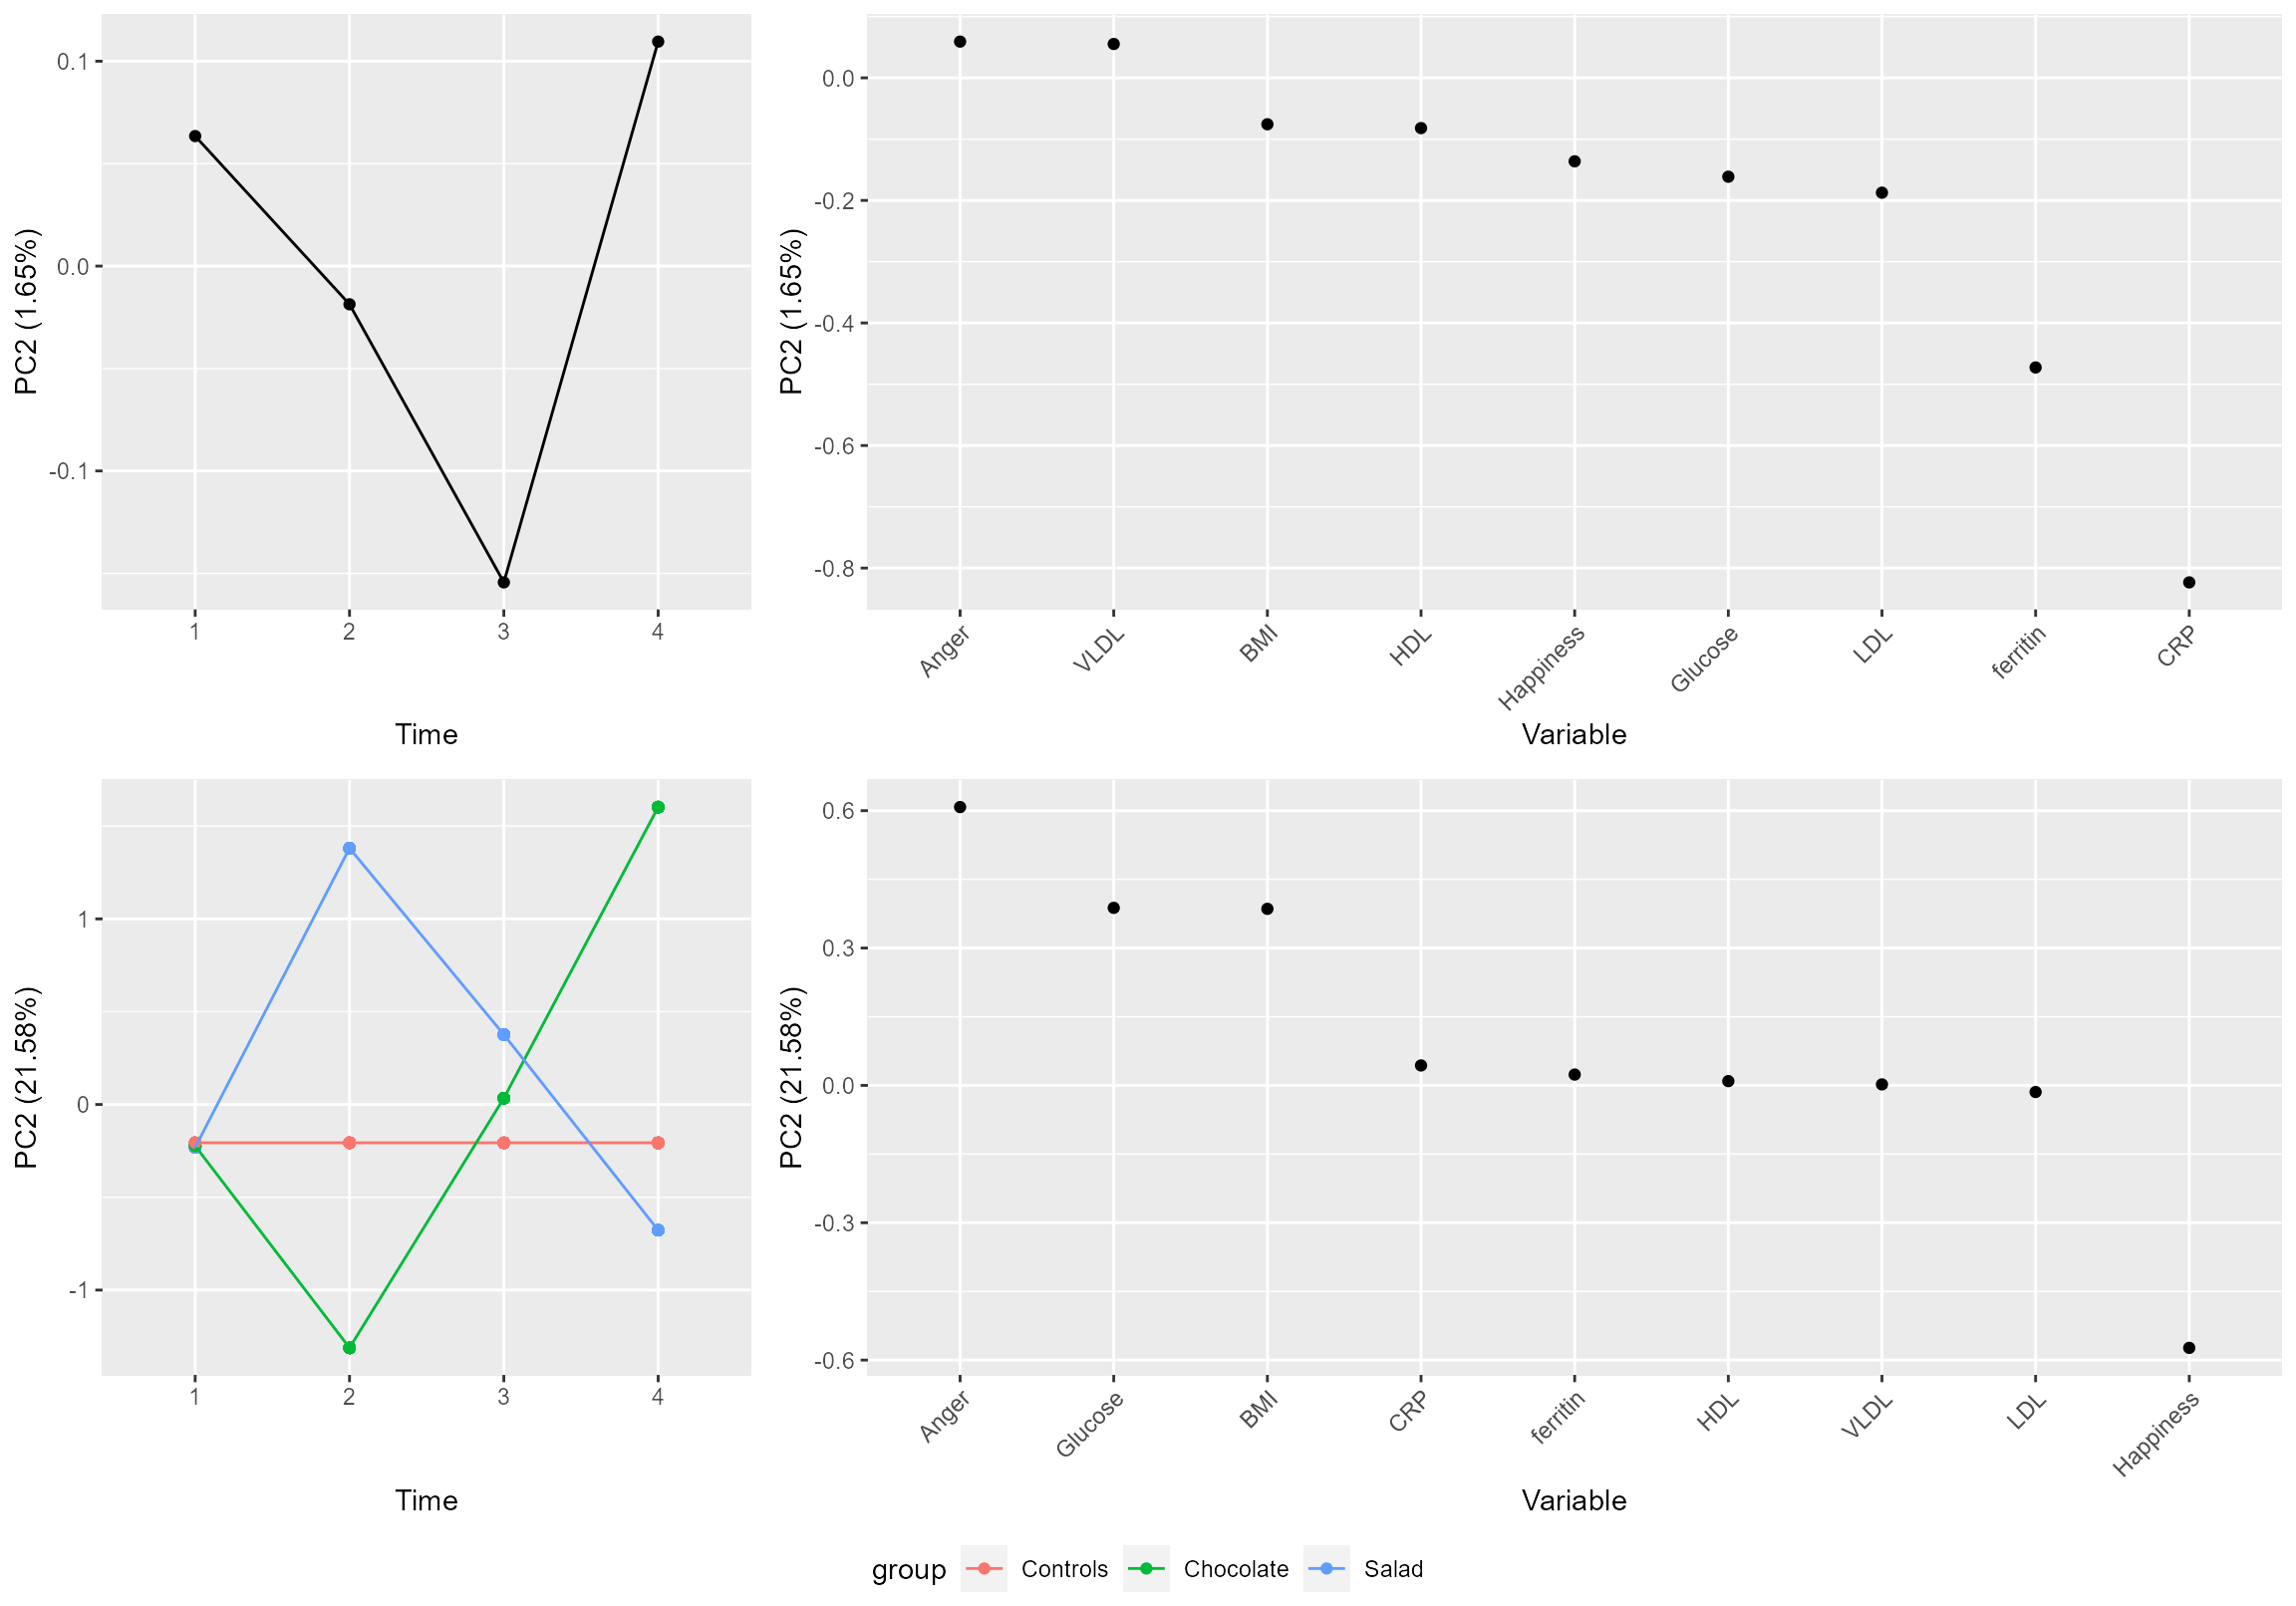 PC2 (1.65%)
0.1
0.0
-0.1
1 2 3 4
Time
PC2 (1.65%)
0.0
-0.2
-0.4
-0.6
-0.8
Anger VLDL BMI HDL Happiness Glucose LDL ferritin CRP
Variable
PC2 (21.58%)
1
0
-1
1 2 3 4
Time
PC2 (21.58%)
0.6
0.3
0.0
-0.3
-0.6
Anger Glucose BMI CRP ferritin HDL VLDL LDL Happiness
Variable
group Controls Chocolate Salad